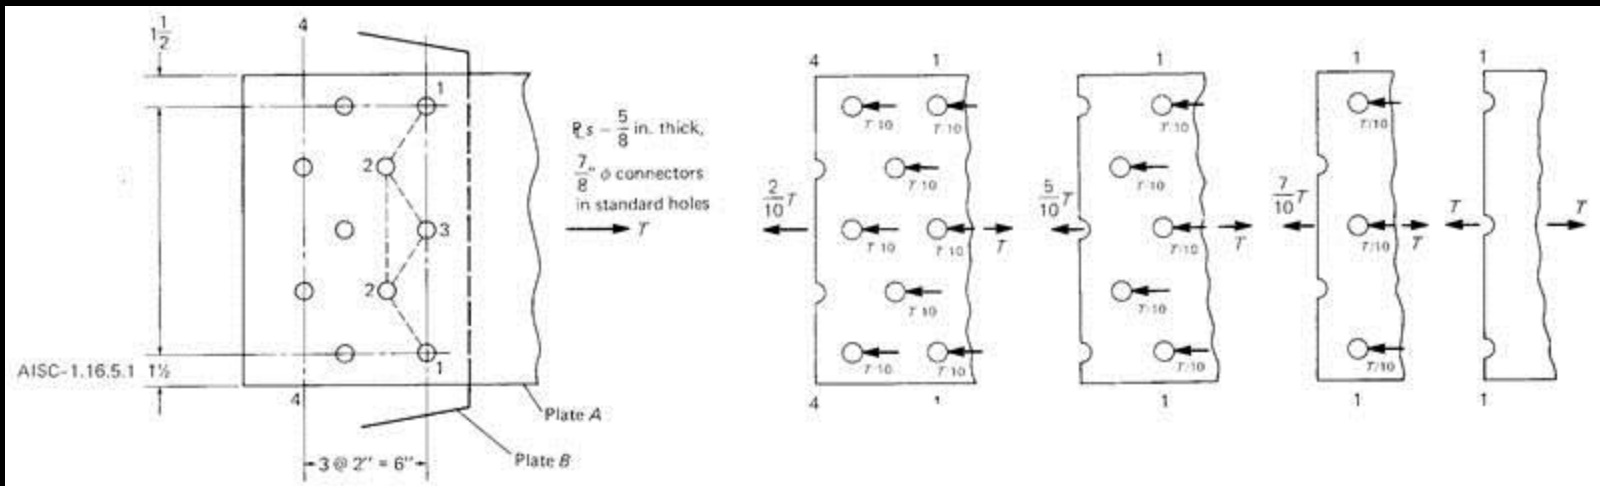 1 1/2
4
1
2
3
2
1
4
AISC-1.16.5.1 1½
3 @ 2" = 6"
Plate A
Plate B
℄s – 5/8 in. thick,
7/8" ϕ connectors
in standard holes
T
4 1
T/10 T/10
T/10
2/10 T
T/10 T/10
T
T/10
T/10 T/10
4 1
1
T/10
T/10
5/10 T
T/10
T
T/10
T/10
1
1
T/10
7/10 T
T/10
T
T/10
1
1
T
T
1